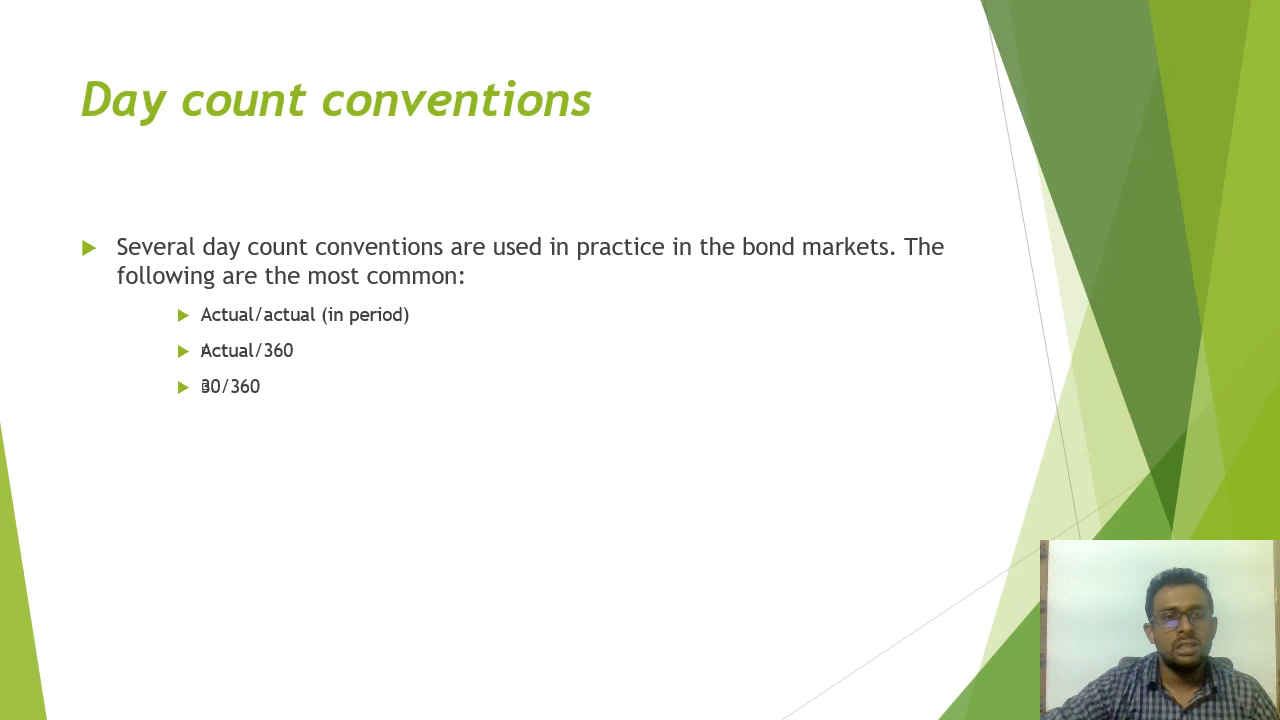 Day count conventions
Several day count conventions are used in practice in the bond markets. The
following are the most common:
Actual/actual (in period)
Actual/360
30/360